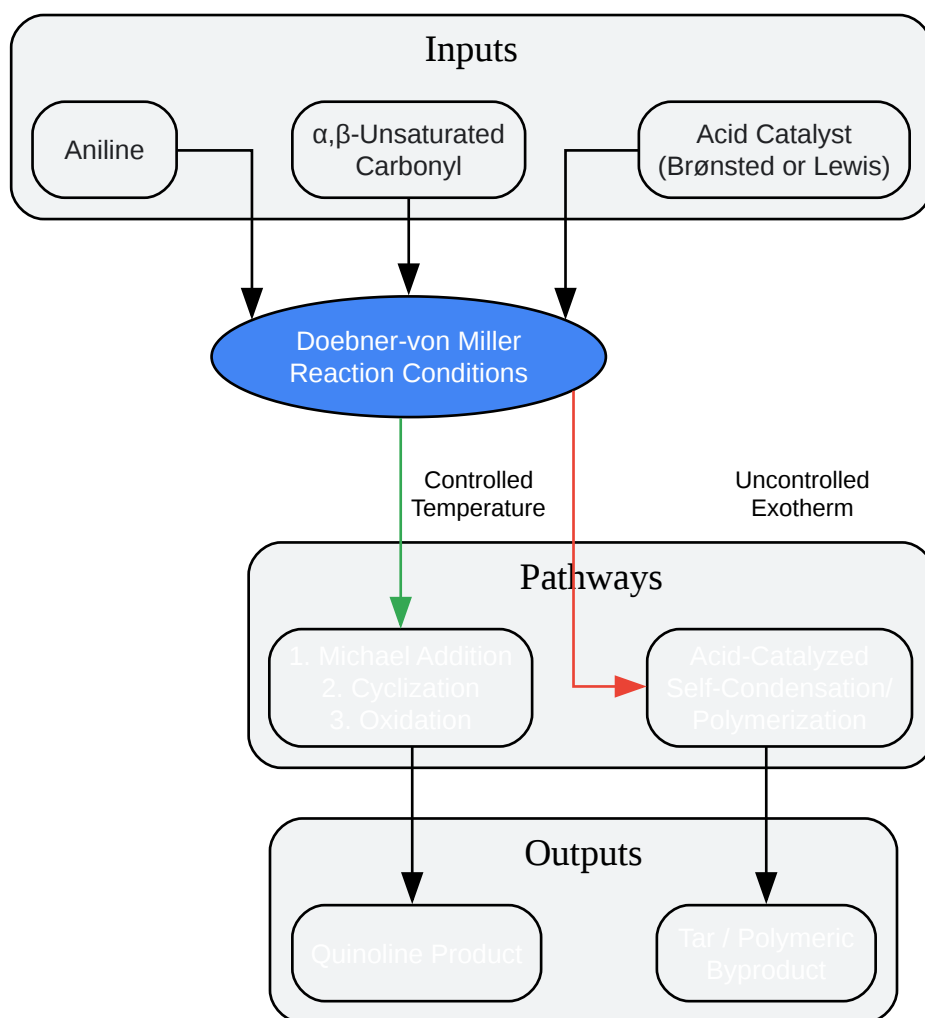 Inputs
Aniline
α,β-Unsaturated
Carbonyl
Acid Catalyst
(Brønsted or Lewis)
Doebner-von Miller
Reaction Conditions
Controlled
Temperature
Uncontrolled
Exotherm
Pathways
1. Michael Addition
2. Cyclization
3. Oxidation
Acid-Catalyzed
Self-Condensation/
Polymerization
Outputs
Quinoline Product
Tar / Polymeric
Byproduct